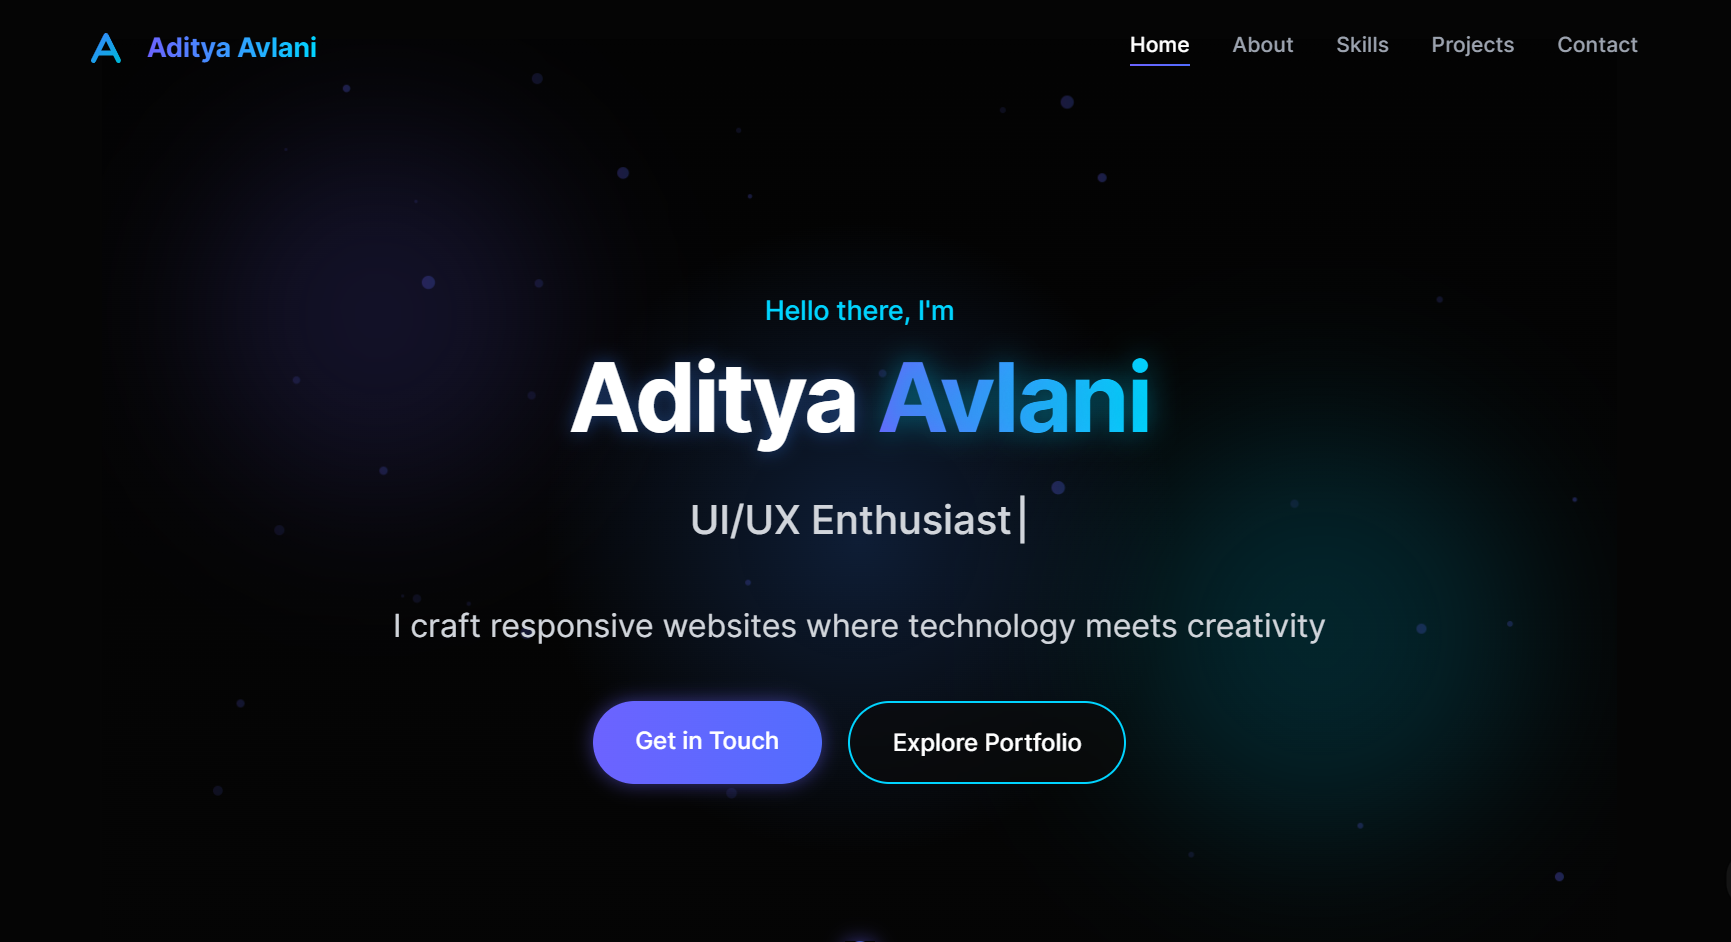 Aditya Avlani
Home About Skills Projects Contact
Hello there, I'm
Aditya Avlani
UI/UX Enthusiast|
I craft responsive websites where technology meets creativity
Get in Touch
Explore Portfolio